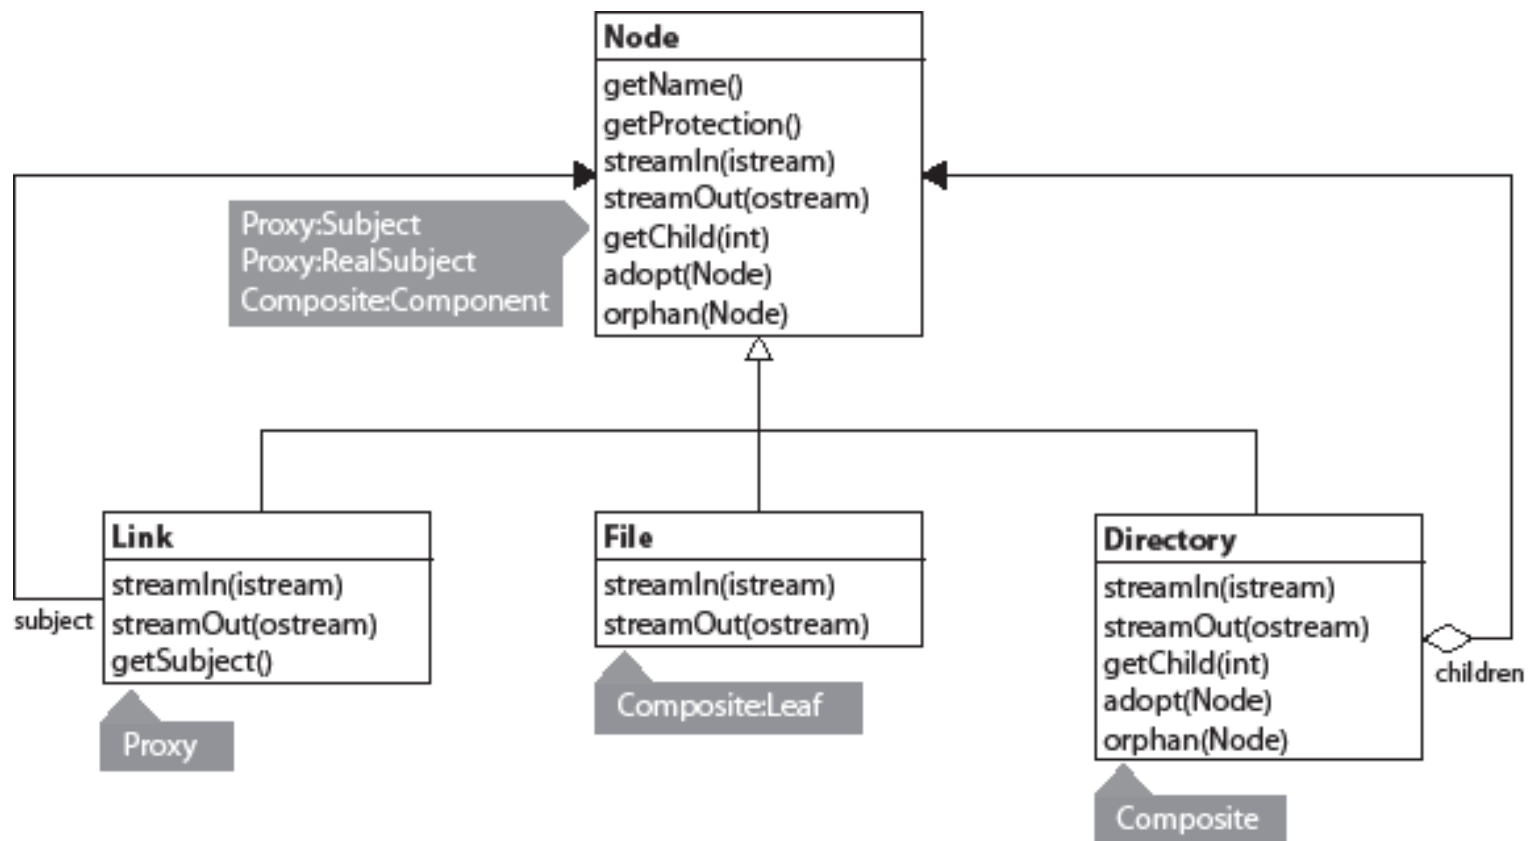 Node
getName()
getProtection()
streamIn(istream)
streamOut(ostream)
getChild(int)
adopt(Node)
orphan(Node)
Proxy:Subject
Proxy:RealSubject
Composite:Component
Link
streamIn(istream)
streamOut(ostream)
getSubject()
subject
Proxy
File
streamIn(istream)
streamOut(ostream)
Composite:Leaf
Directory
streamIn(istream)
streamOut(ostream)
getChild(int)
adopt(Node)
orphan(Node)
children
Composite